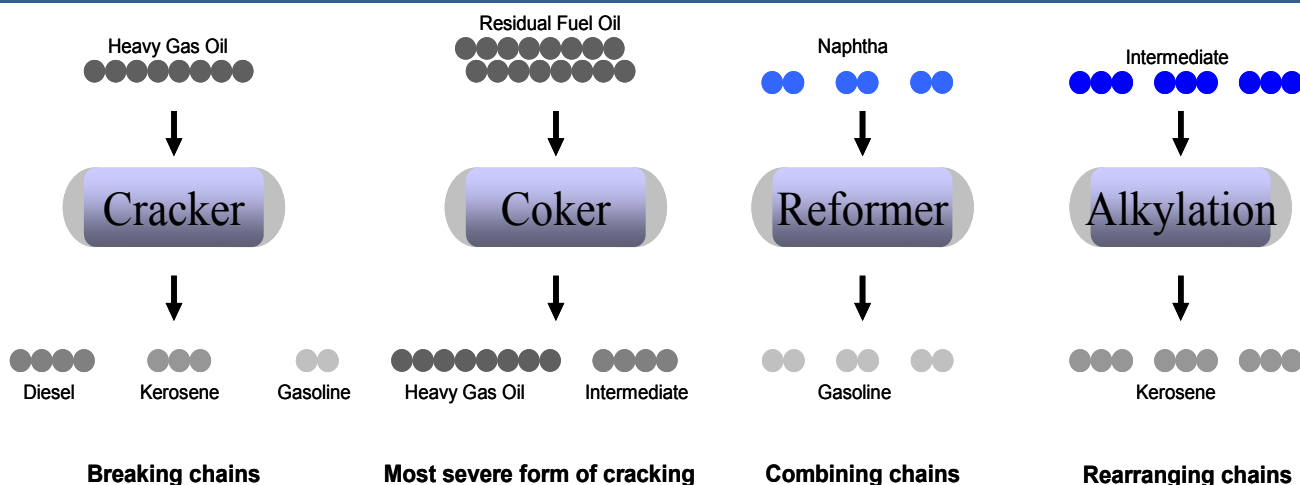 Heavy Gas Oil
Cracker
Diesel
Kerosene
Gasoline
Breaking chains
Residual Fuel Oil
Coker
Heavy Gas Oil
Intermediate
Most severe form of cracking
Naphtha
Reformer
Gasoline
Combining chains
Intermediate
Alkylation
Kerosene
Rearranging chains